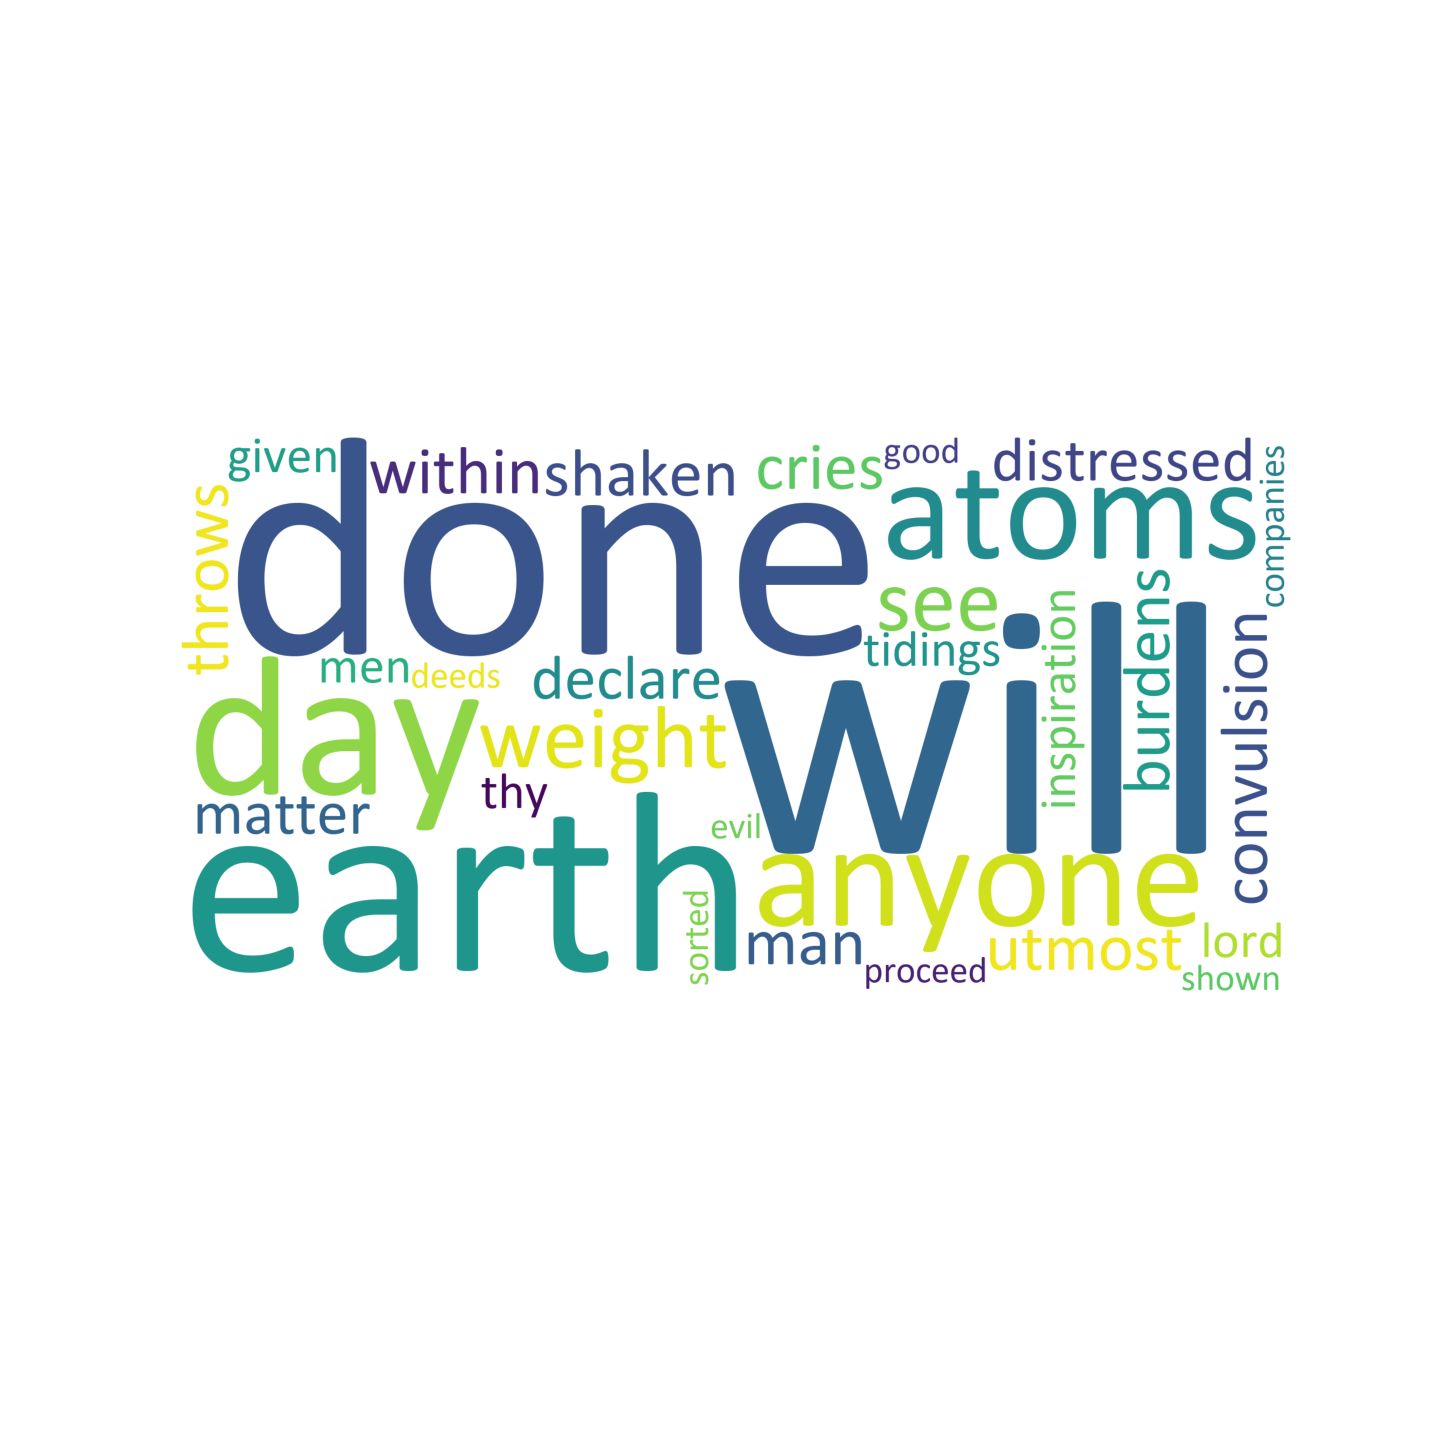 given
within
shaken
cries
good
distressed
companies
throws
done
atoms
see
tidings
inspiration
burdens
convulsion
men
deeds
declare
day
weight
will
thy
matter
evil
earth
anyone
sorted
man
proceed
utmost
lord
shown